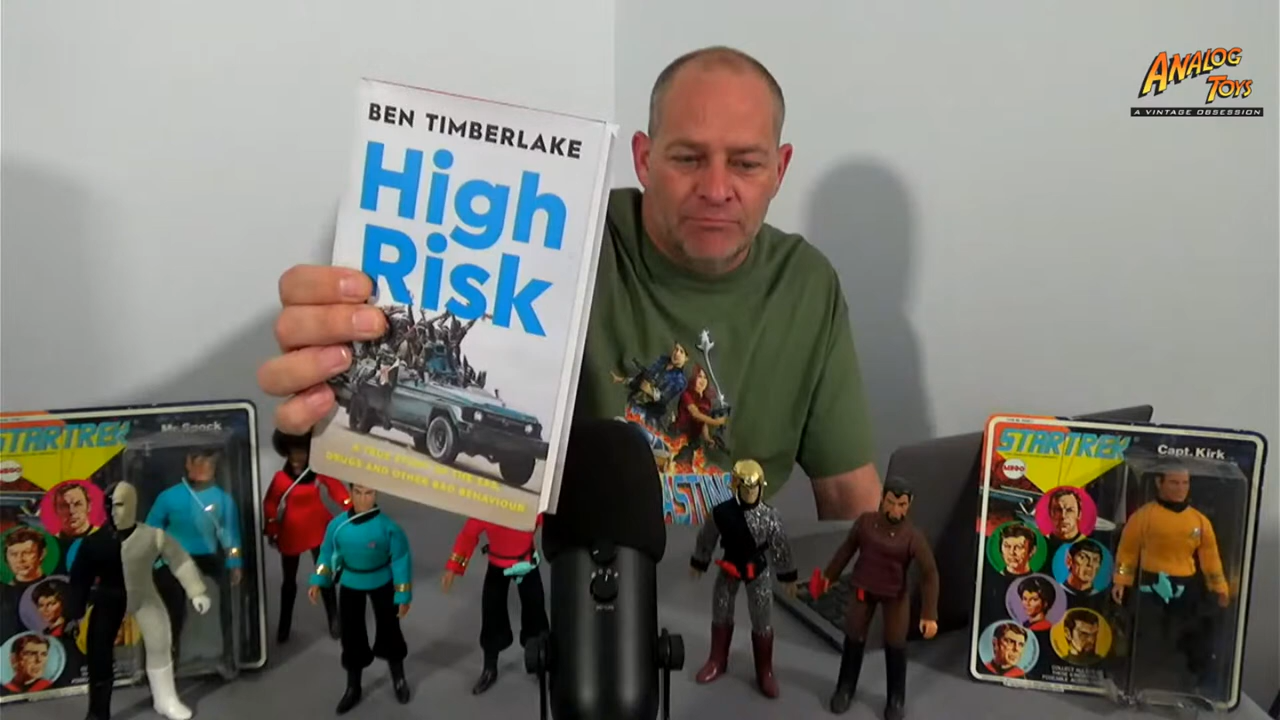 ANALOG
TOYS
A VINTAGE OBSESSION
BEN TIMBERLAKE
High
Risk
A TRUE STORY OF THE SAS,
DRUGS AND OTHER BAD BEHAVIOUR
STAR TREK
Mr. Spock
STAR TREK
Capt. Kirk
MEGO